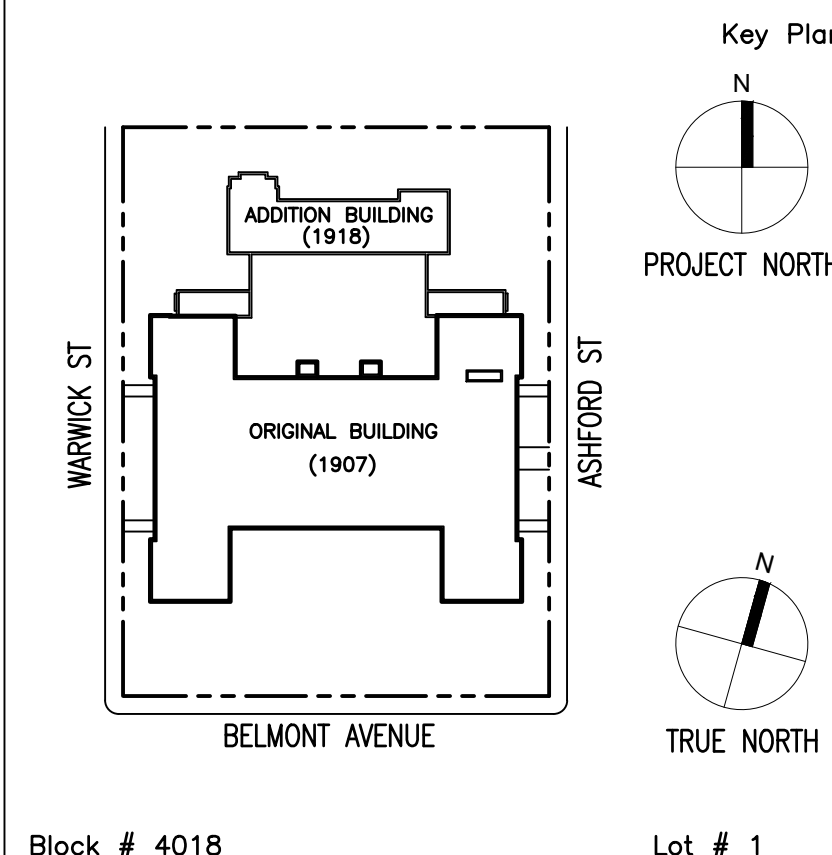 Key Plan
N
PROJECT NORTH
ADDITION BUILDING
(1918)
WARWICK ST
ASHFORD ST
ORIGINAL BUILDING
(1907)
N
TRUE NORTH
BELMONT AVENUE
Block # 4018
Lot # 1